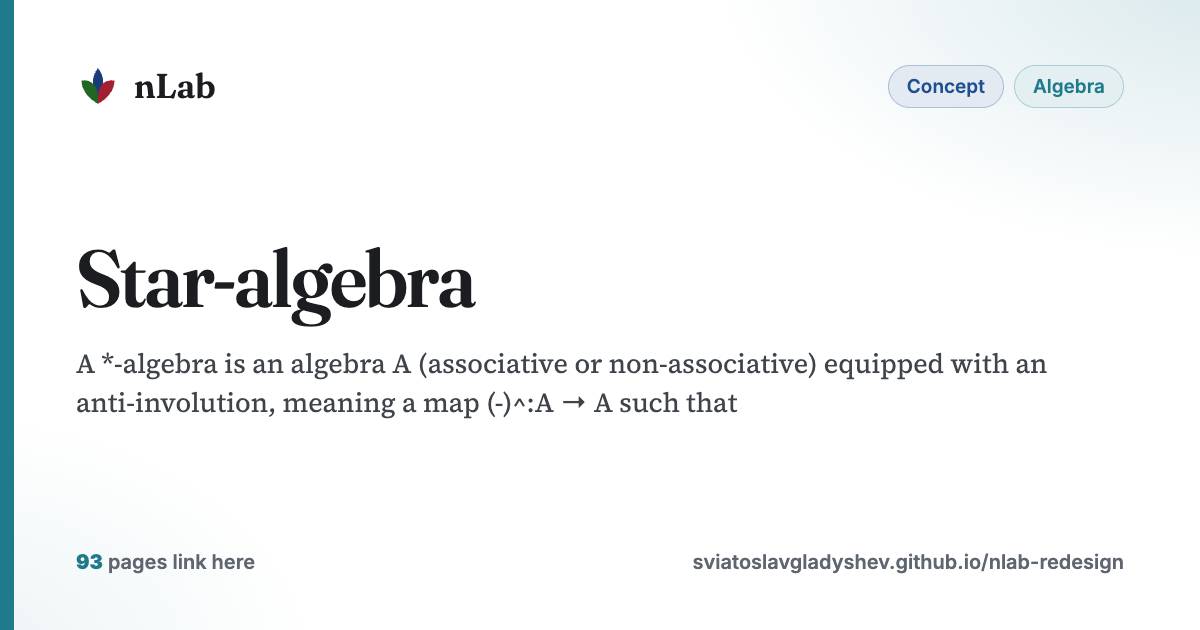 nLab
Concept
Algebra
Star-algebra
A *-algebra is an algebra A (associative or non-associative) equipped with an
anti-involution, meaning a map (-)^:A → A such that
93 pages link here
sviatoslavgladyshev.github.io/nlab-redesign